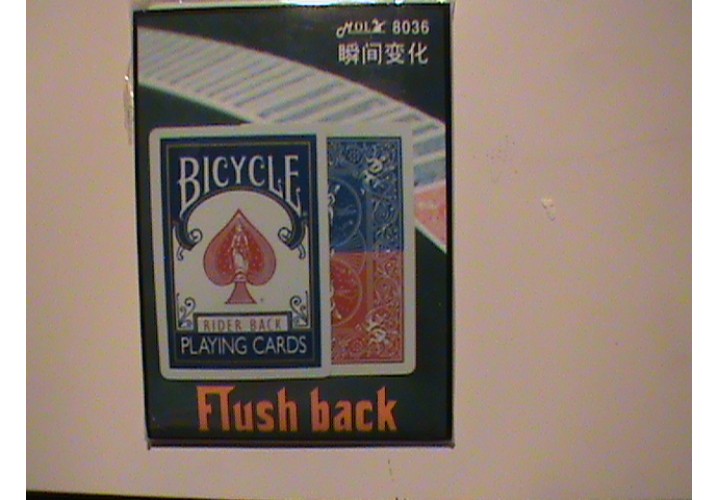 8036
瞬间变化
BICYCLE
RIDER BACK
PLAYING CARDS
Flush back